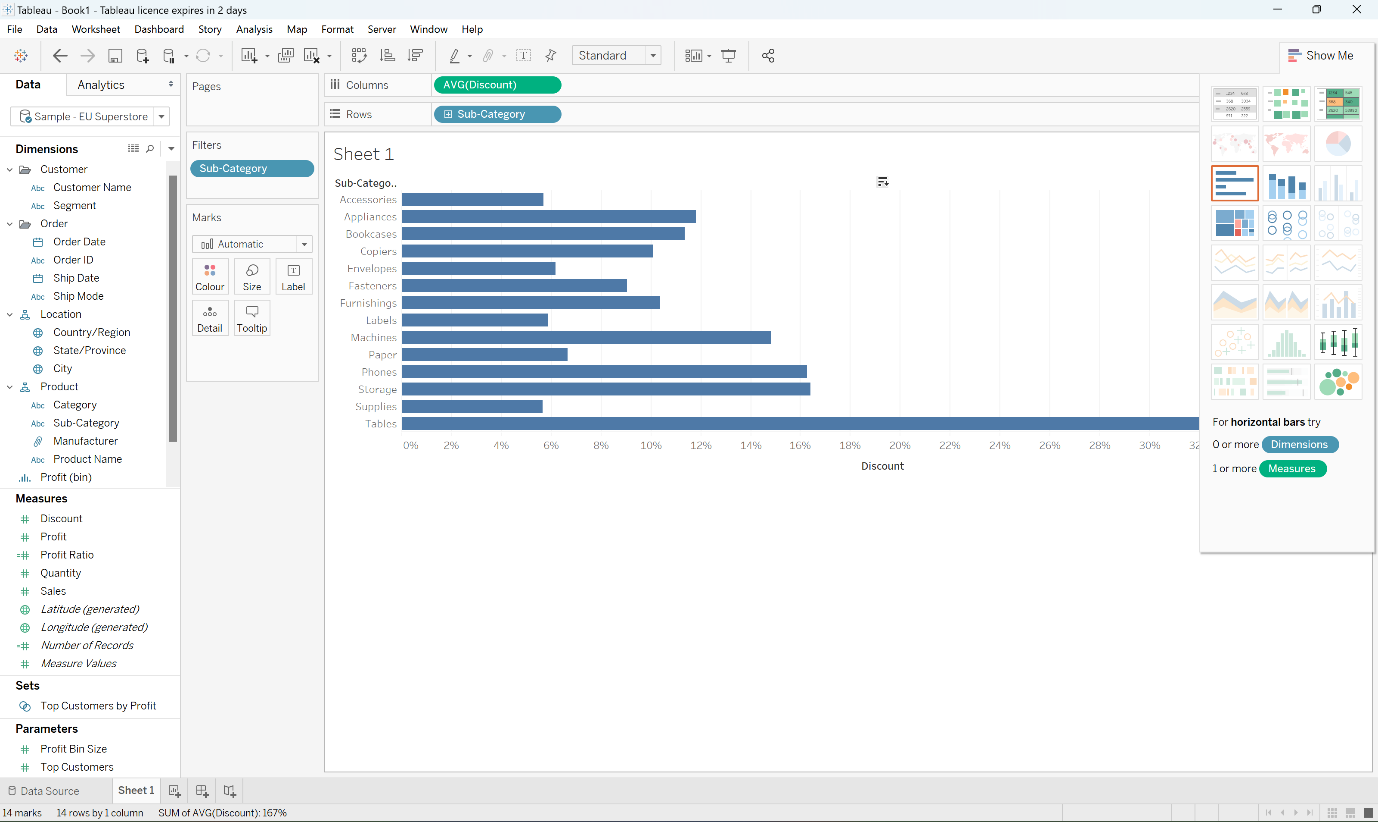 Tableau - Book1 - Tableau licence expires in 2 days
File Data Worksheet Dashboard Story Analysis Map Format Server Window Help
Standard
Show Me
Data Analytics
Sample - EU Superstore
Dimensions
Customer
Abc Customer Name
Abc Segment
Order
Order Date
Abc Order ID
Ship Date
Abc Ship Mode
Location
Country/Region
State/Province
City
Product
Abc Category
Abc Sub-Category
Manufacturer
Abc Product Name
Profit (bin)
Measures
Discount
Profit
Profit Ratio
Quantity
Sales
Latitude (generated)
Longitude (generated)
Number of Records
Measure Values
Sets
Top Customers by Profit
Parameters
Profit Bin Size
Top Customers
Pages
Filters
Sub-Category
Marks
Automatic
Colour Size Label
Detail Tooltip
Columns AVG(Discount)
Rows Sub-Category
Sheet 1
Sub-Catego..
Accessories
Appliances
Bookcases
Copiers
Envelopes
Fasteners
Furnishings
Labels
Machines
Paper
Phones
Storage
Supplies
Tables
0% 2% 4% 6% 8% 10% 12% 14% 16% 18% 20% 22% 24% 26% 28% 30% 32
Discount
For horizontal bars try
0 or more Dimensions
1 or more Measures
Data Source Sheet 1
14 marks 14 rows by 1 column SUM of AVG(Discount): 167%